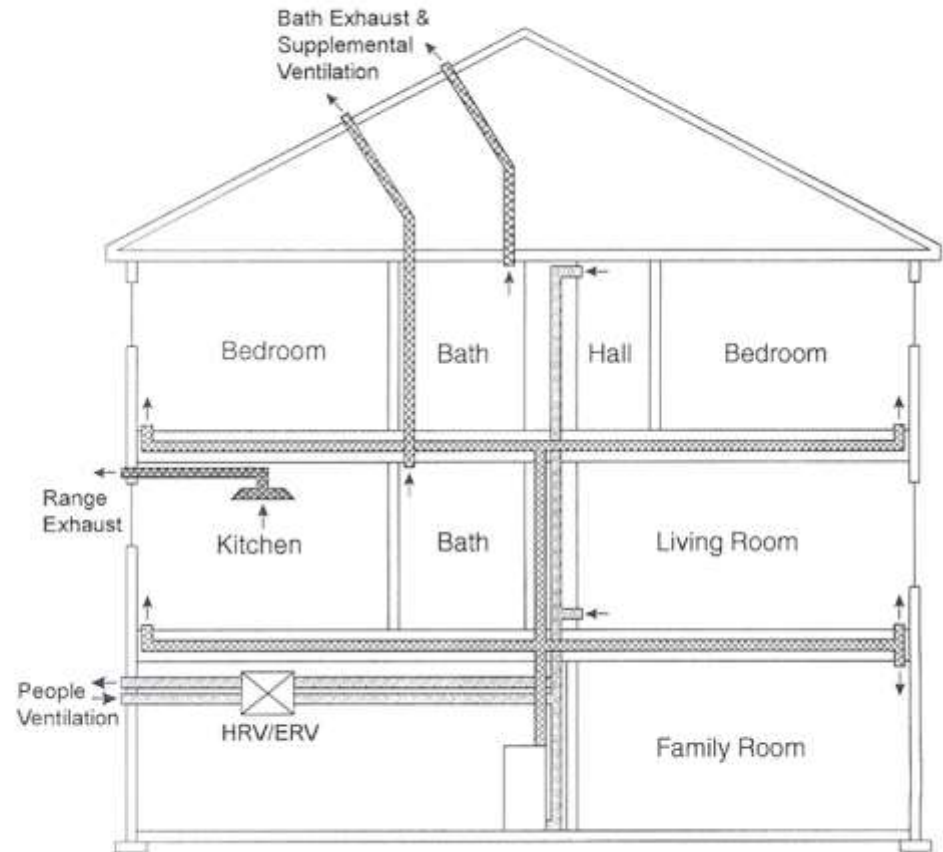 Bath Exhaust &
Supplemental
Ventilation
Bedroom
Bath
Hall
Bedroom
Range
Exhaust
Kitchen
Bath
Living Room
People
Ventilation
HRV/ERV
Family Room